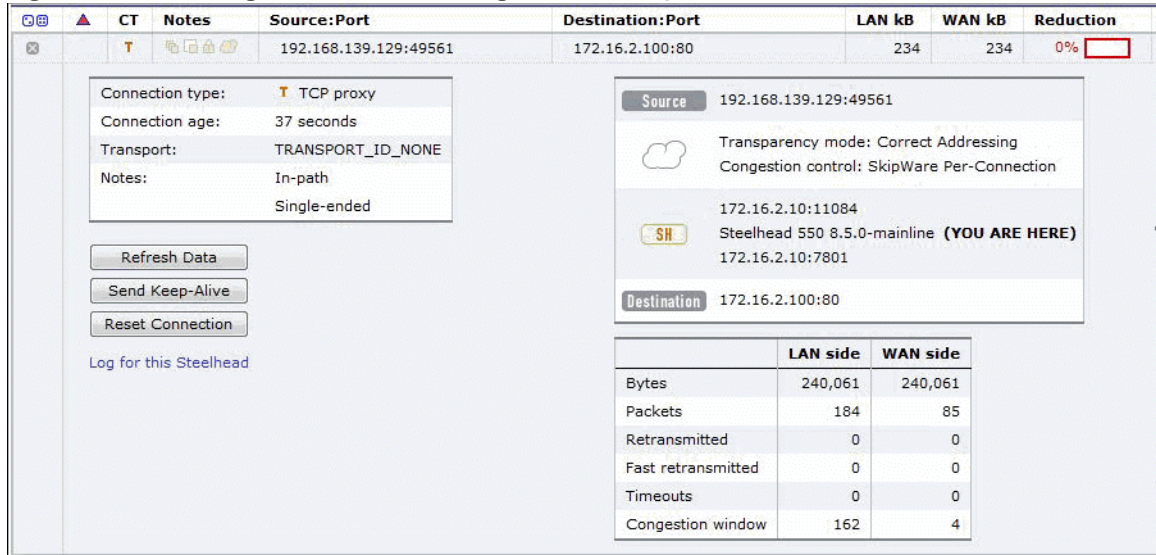 CT Notes Source:Port Destination:Port LAN kB WAN kB Reduction
T 192.168.139.129:49561 172.16.2.100:80 234 234 0%
Connection type: T TCP proxy
Connection age: 37 seconds
Transport: TRANSPORT_ID_NONE
Notes: In-path
Single-ended
Refresh Data
Send Keep-Alive
Reset Connection
Log for this Steelhead
Source 192.168.139.129:49561
Transparency mode: Correct Addressing
Congestion control: SkipWare Per-Connection
172.16.2.10:11084
SH Steelhead 550 8.5.0-mainline (YOU ARE HERE)
172.16.2.10:7801
Destination 172.16.2.100:80
LAN side WAN side
Bytes 240,061 240,061
Packets 184 85
Retransmitted 0 0
Fast retransmitted 0 0
Timeouts 0 0
Congestion window 162 4